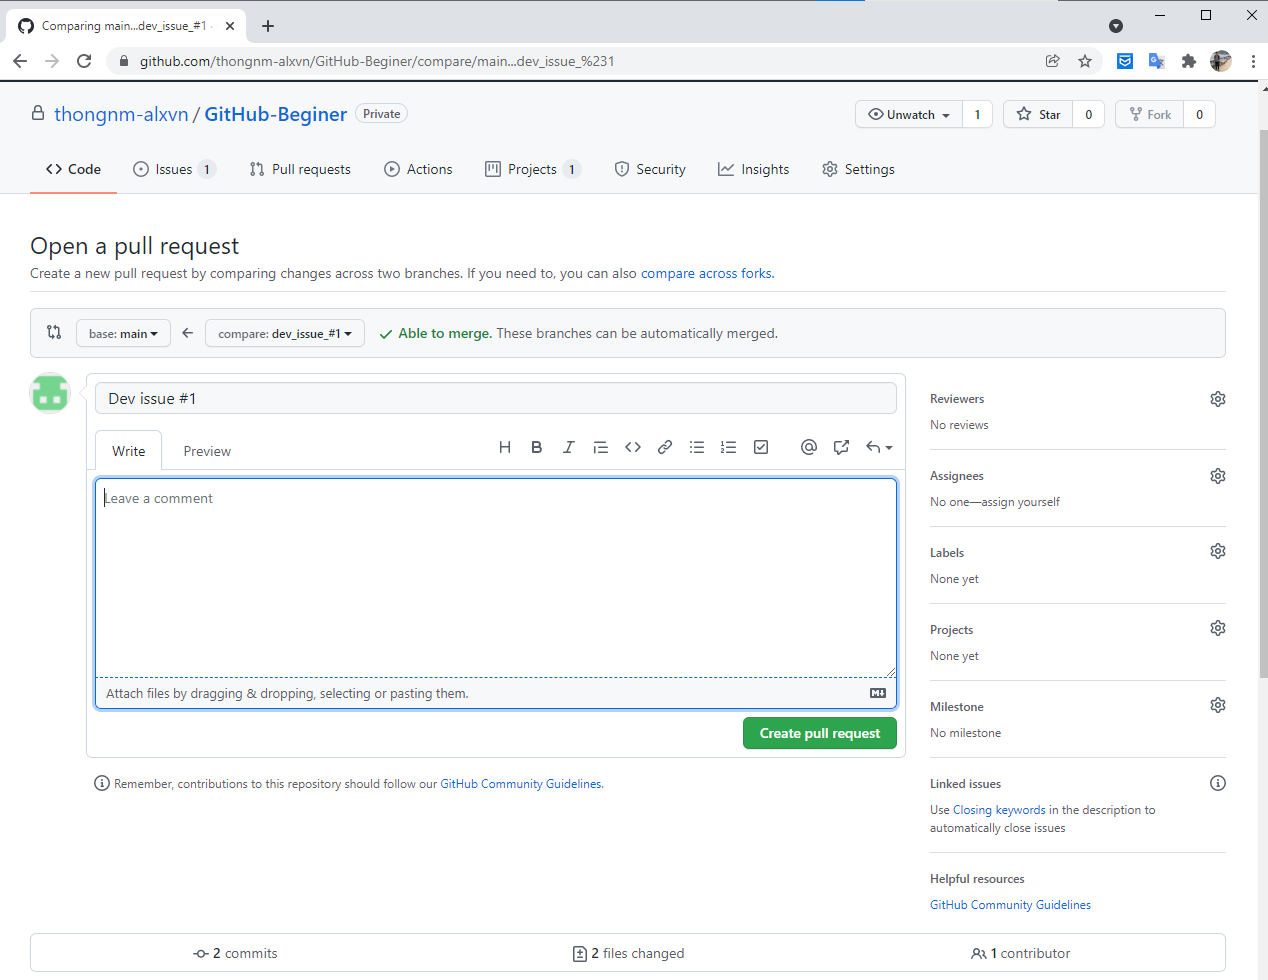 Comparing main...dev_issue_#1 ·
github.com/thongnm-alxvn/GitHub-Beginer/compare/main...dev_issue_%231
thongnm-alxvn / GitHub-Beginer Private
Unwatch 1 Star 0 Fork 0
Code Issues 1 Pull requests Actions Projects 1 Security Insights Settings
Open a pull request
Create a new pull request by comparing changes across two branches. If you need to, you can also compare across forks.
base: main compare: dev_issue_#1 Able to merge. These branches can be automatically merged.
Dev issue #1
Write Preview
Leave a comment
Attach files by dragging & dropping, selecting or pasting them.
Create pull request
Remember, contributions to this repository should follow our GitHub Community Guidelines.
Reviewers
No reviews
Assignees
No one—assign yourself
Labels
None yet
Projects
None yet
Milestone
No milestone
Linked issues
Use Closing keywords in the description to
automatically close issues
Helpful resources
GitHub Community Guidelines
2 commits 2 files changed 1 contributor